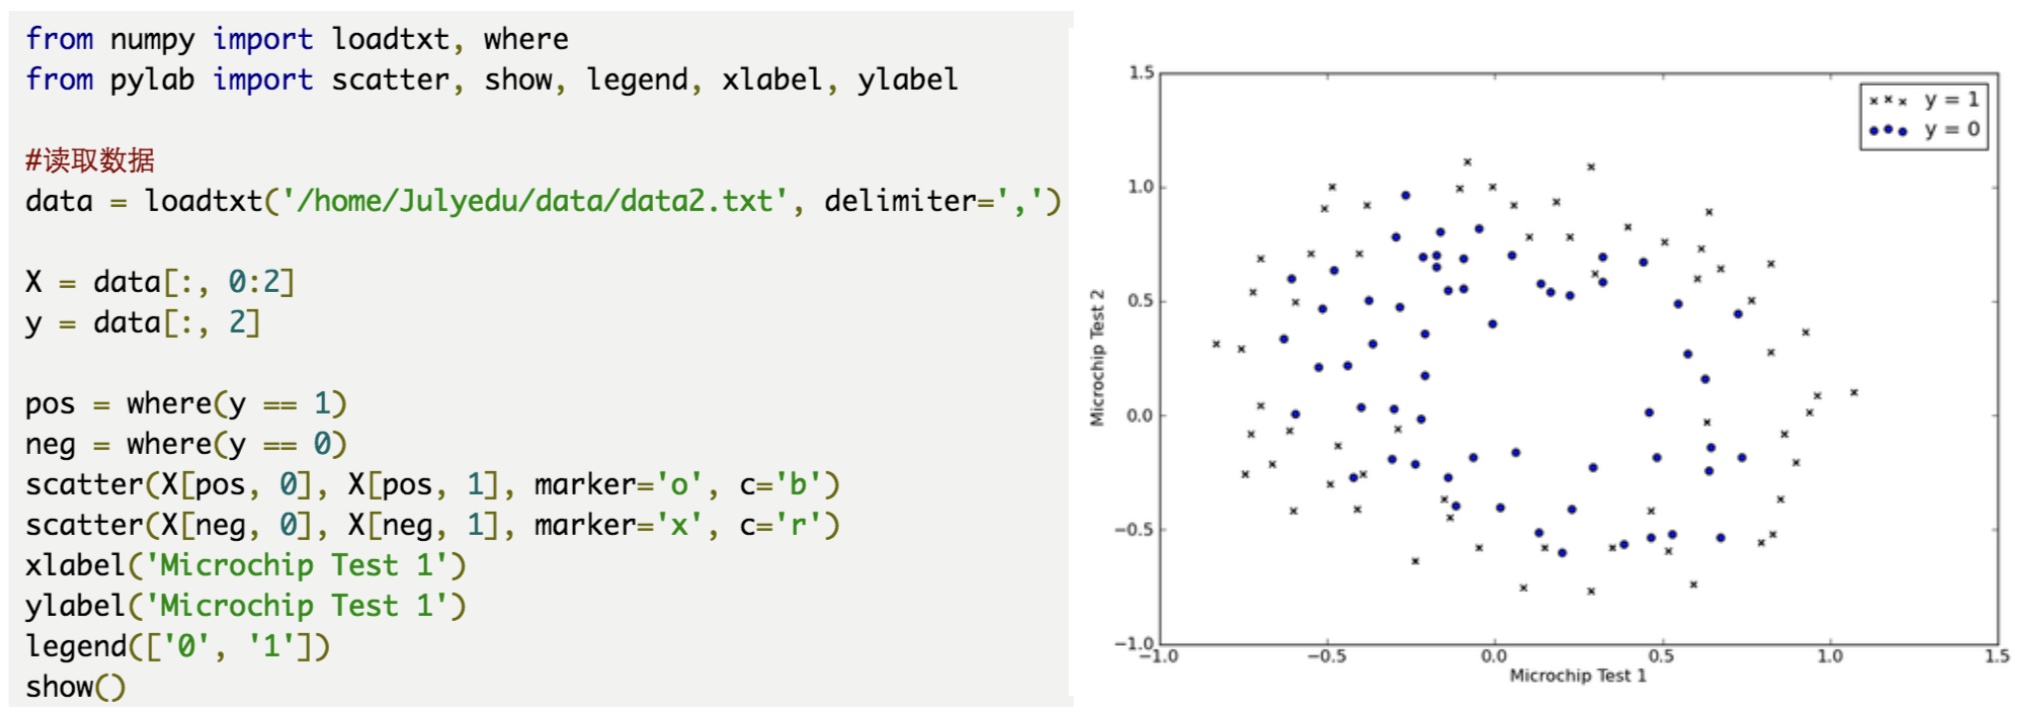 from numpy import loadtxt, where
from pylab import scatter, show, legend, xlabel, ylabel
#读取数据
data = loadtxt('/home/Julyedu/data/data2.txt', delimiter=',')
X = data[:, 0:2]
y = data[:, 2]
pos = where(y == 1)
neg = where(y == 0)
scatter(X[pos, 0], X[pos, 1], marker='o', c='b')
scatter(X[neg, 0], X[neg, 1], marker='x', c='r')
xlabel('Microchip Test 1')
ylabel('Microchip Test 1')
legend(['0', '1'])
show()
1.5
1.0
0.5
0.0
−0.5
−1.0
Microchip Test 2
y = 1
y = 0
−1.0 −0.5 0.0 0.5 1.0 1.5
Microchip Test 1